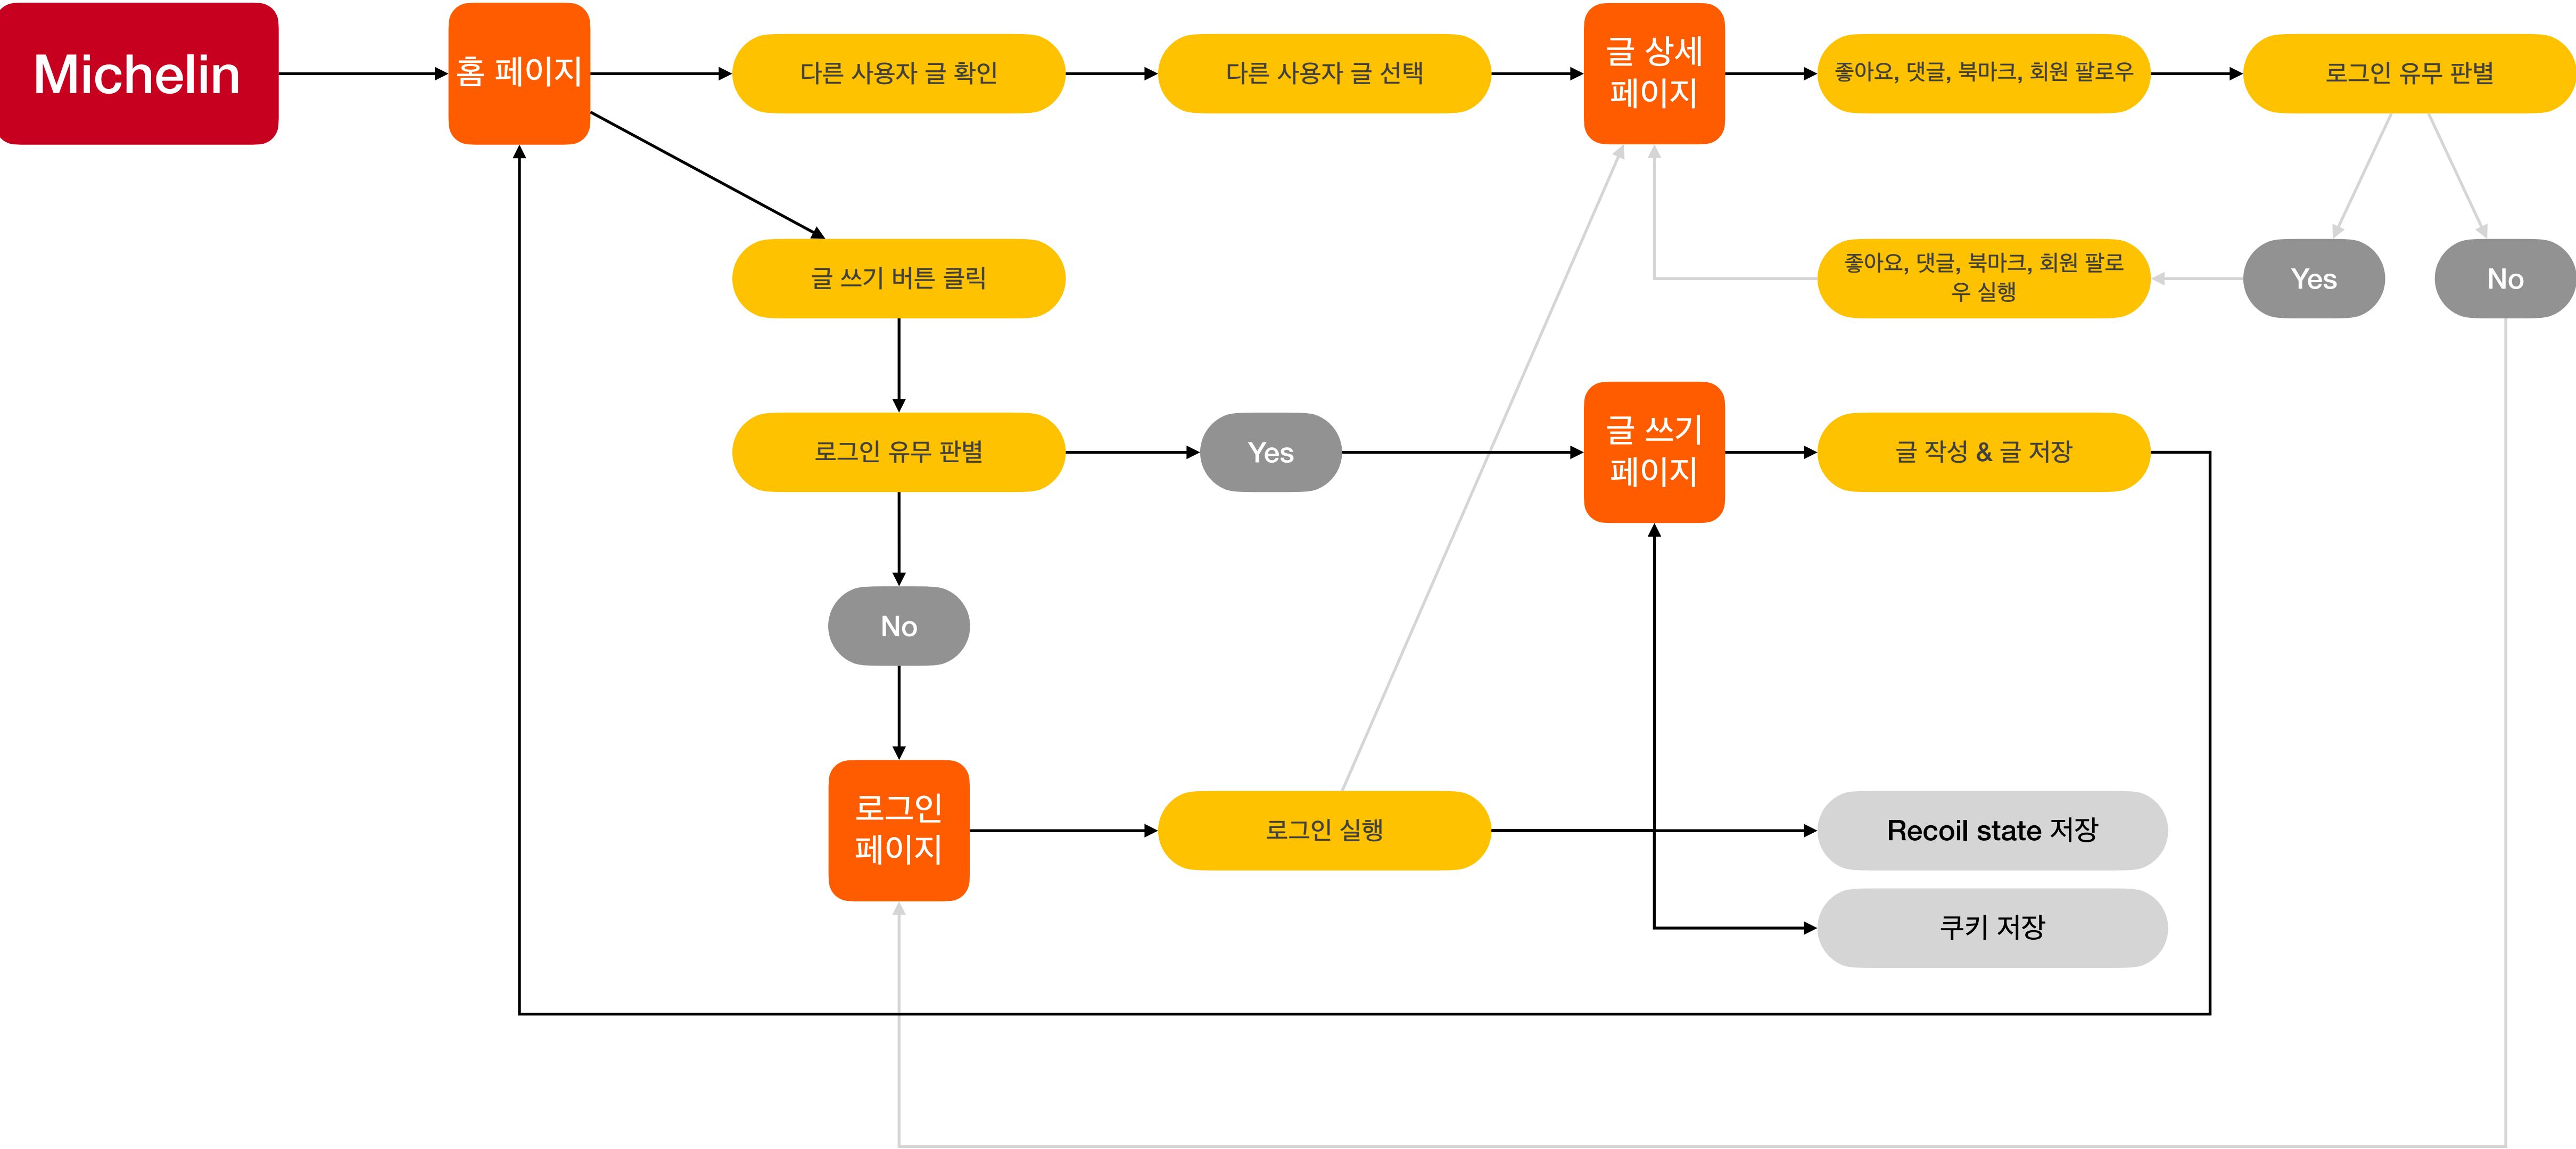 Michelin
홈 페이지
다른 사용자 글 확인
다른 사용자 글 선택
글 상세
페이지
좋아요, 댓글, 북마크, 회원 팔로우
로그인 유무 판별
글 쓰기 버튼 클릭
좋아요, 댓글, 북마크, 회원 팔로
우 실행
Yes
No
로그인 유무 판별
Yes
글 쓰기
페이지
글 작성 & 글 저장
No
로그인
페이지
로그인 실행
Recoil state 저장
쿠키 저장